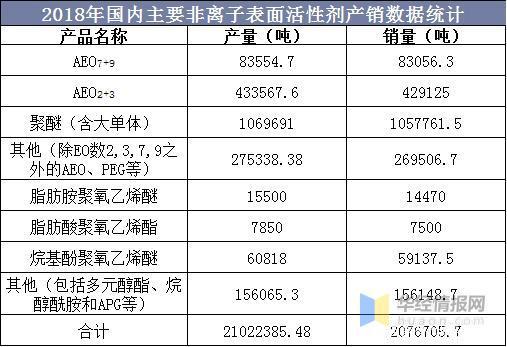 2018年国内主要非离子表面活性剂产销数据统计
产品名称 产量（吨） 销量（吨）
AEO7+9 83554.7 83056.3
AEO2+3 433567.6 429125
聚醚（含大单体） 1069691 1057761.5
其他（除EO数2,3,7,9之
外的AEO、PEG等） 275338.38 269506.7
脂肪胺聚氧乙烯醚 15500 14470
脂肪酸聚氧乙烯酯 7850 7500
烷基酚聚氧乙烯醚 60818 59137.5
其他（包括多元醇酯、烷
醇酰胺和APG等） 156065.3 156148.7
合计 21022385.48 2076705.7
华经情报网
huaon.com